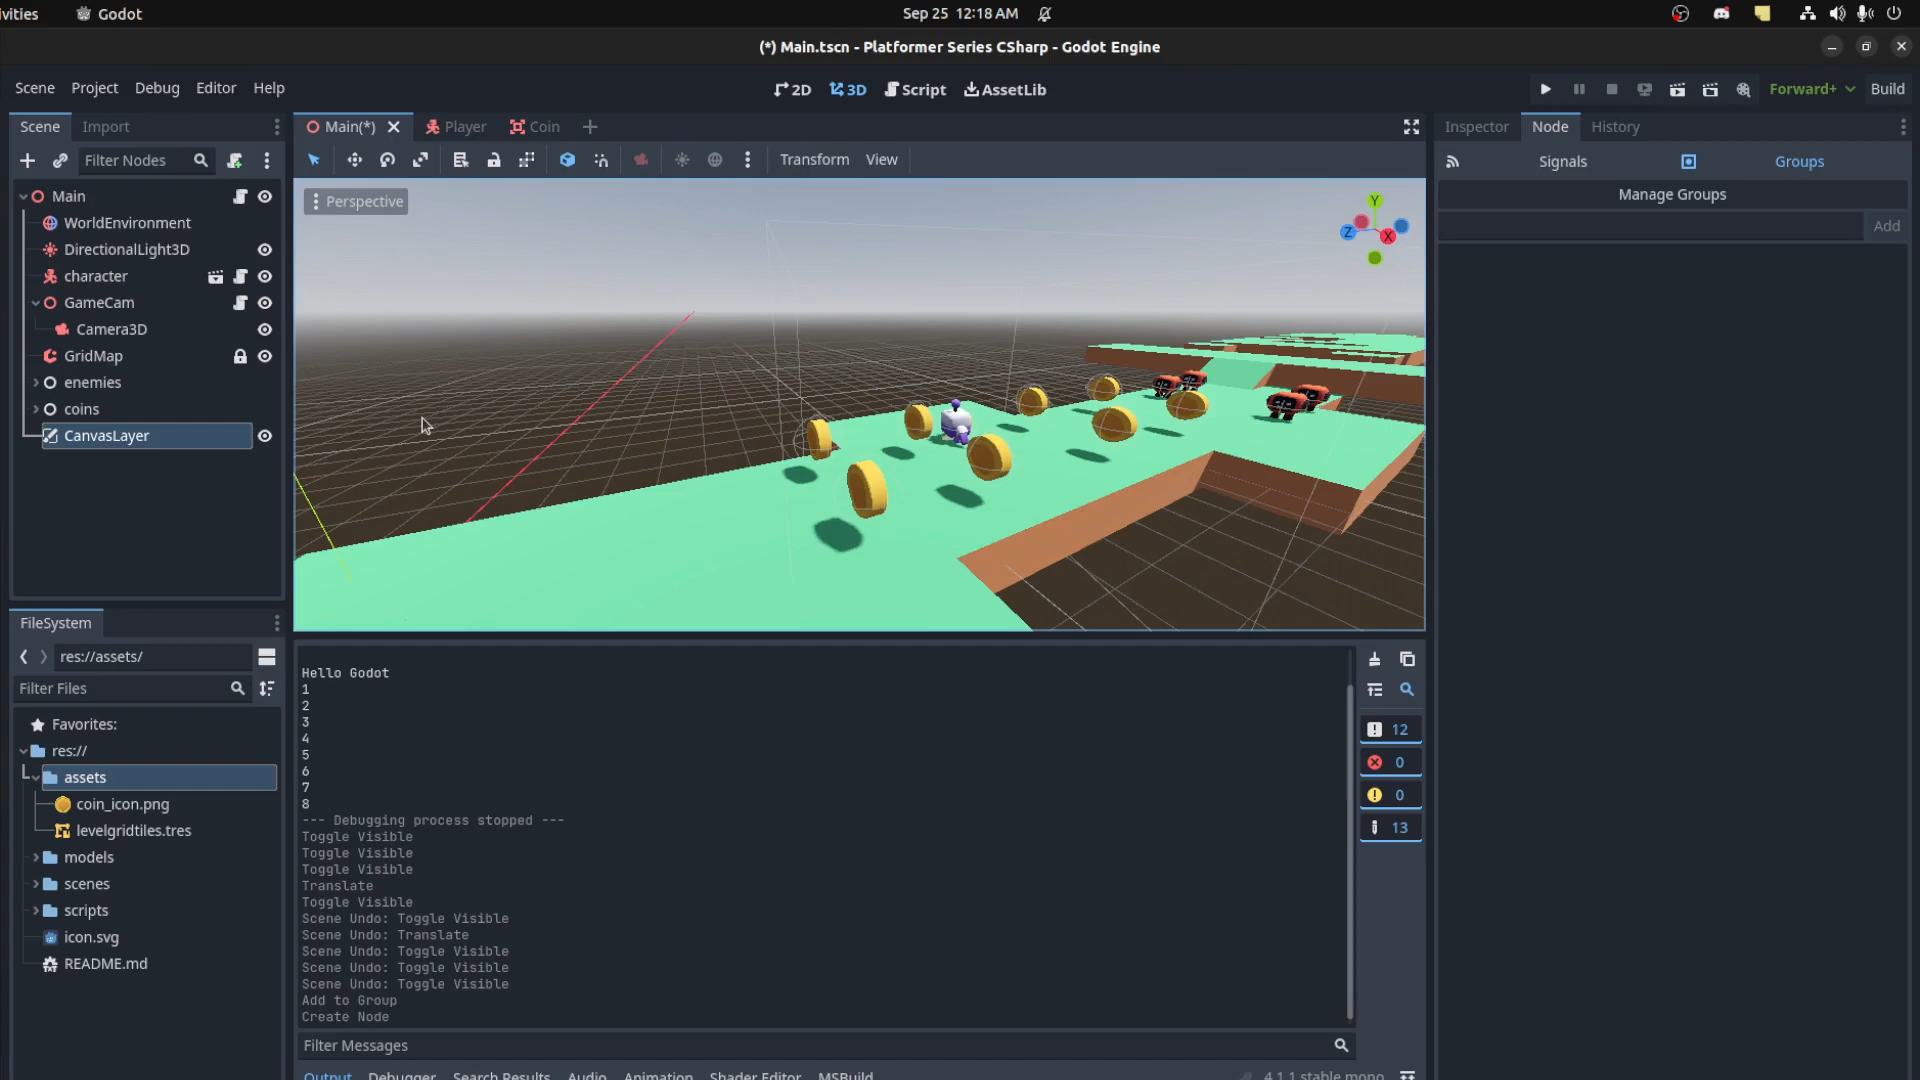 ivities
Godot
Sep 25 12:18 AM
(*) Main.tscn - Platformer Series CSharp - Godot Engine
Scene Project Debug Editor Help
2D 3D Script AssetLib
Forward+ Build
Scene Import
Main(*) Player Coin
Inspector Node History
Filter Nodes
Transform View
Signals Groups
Manage Groups
Add
Perspective
Y
Z
X
Main
WorldEnvironment
DirectionalLight3D
character
GameCam
Camera3D
GridMap
enemies
coins
CanvasLayer
FileSystem
res://assets/
Filter Files
Favorites:
res://
assets
coin_icon.png
levelgridtiles.tres
models
scenes
scripts
icon.svg
README.md
Hello Godot
1
2
3
4
5
6
7
8
--- Debugging process stopped ---
Toggle Visible
Toggle Visible
Toggle Visible
Translate
Toggle Visible
Scene Undo: Toggle Visible
Scene Undo: Translate
Scene Undo: Toggle Visible
Scene Undo: Toggle Visible
Scene Undo: Toggle Visible
Add to Group
Create Node
12
0
0
13
Filter Messages
Output Debugger Search Results Audio Animation Shader Editor MSBuild
4.1.1.stable.mono